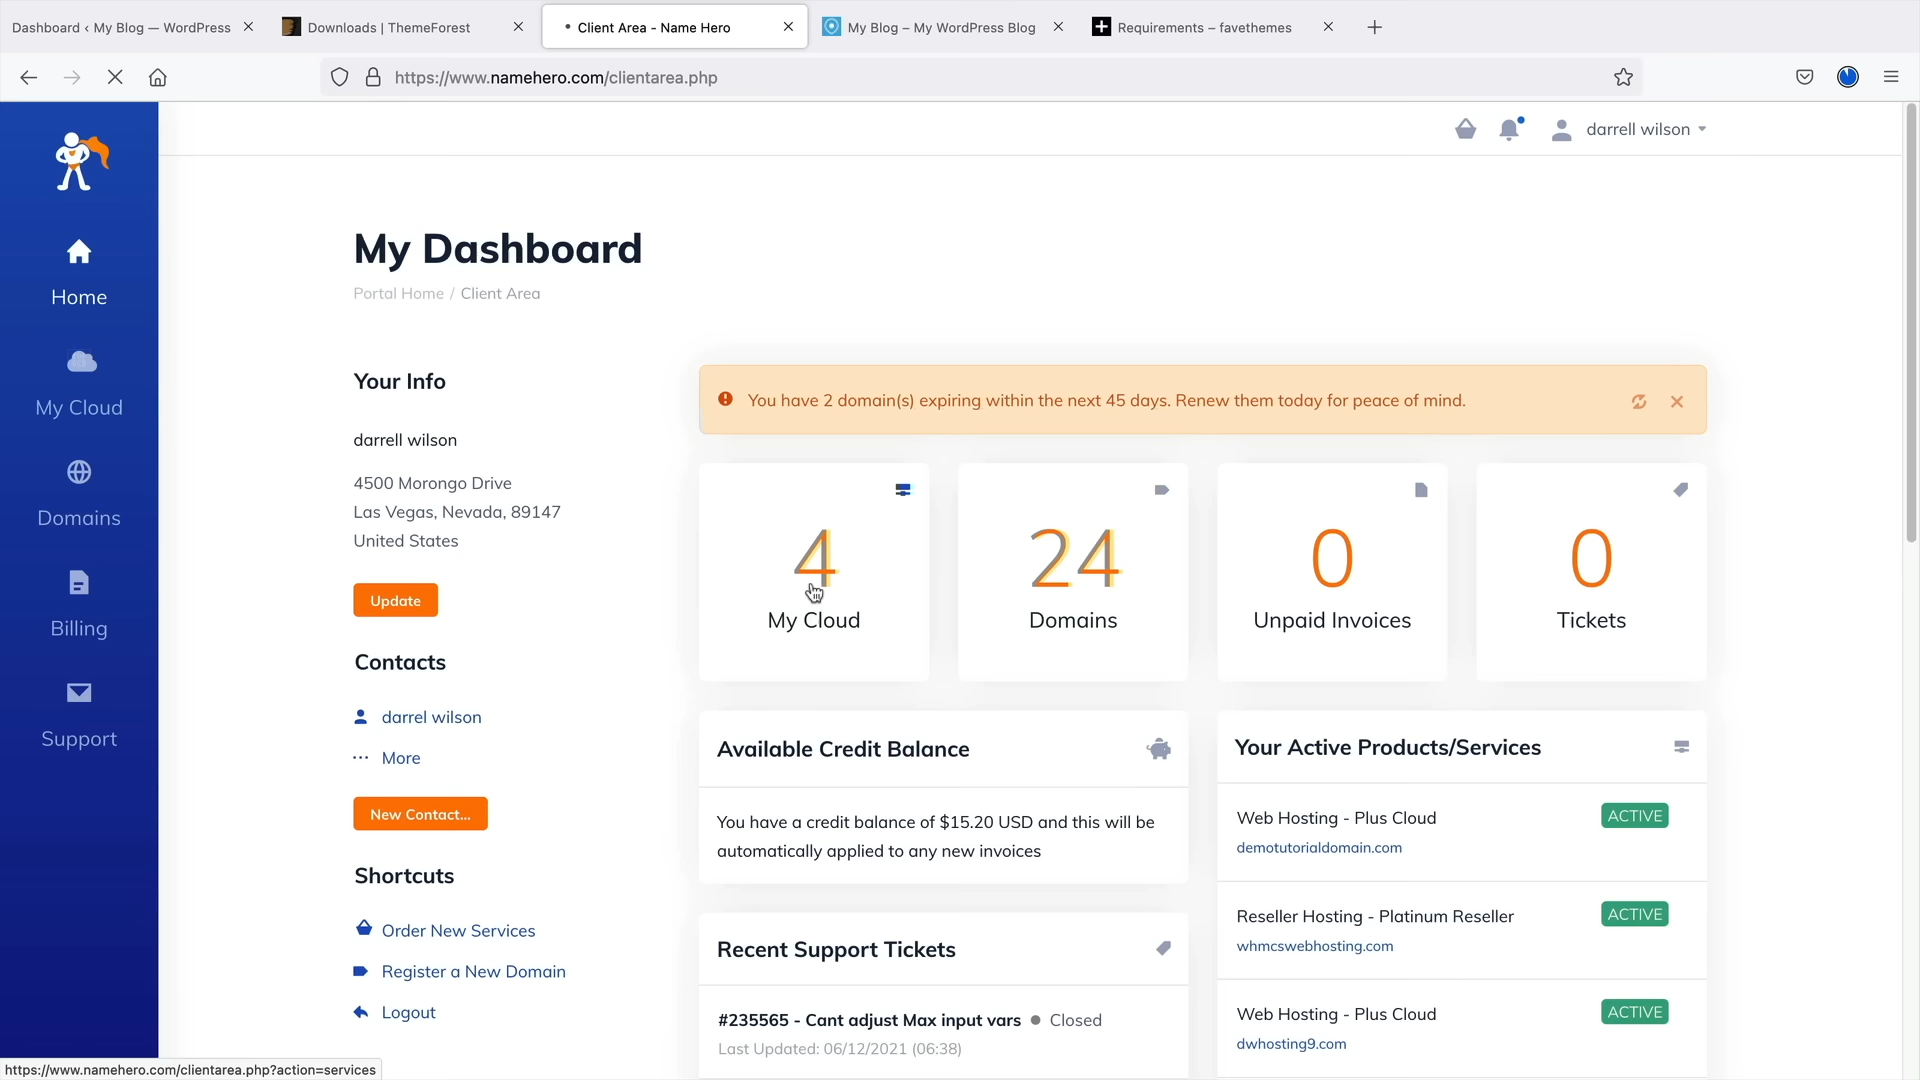 Dashboard ‹ My Blog — WordPress
Downloads | ThemeForest
Client Area - Name Hero
My Blog – My WordPress Blog
Requirements – favethemes
https://www.namehero.com/clientarea.php
darrell wilson
Home
My Cloud
Domains
Billing
Support
My Dashboard
Portal Home / Client Area
Your Info
darrell wilson
4500 Morongo Drive
Las Vegas, Nevada, 89147
United States
Update
Contacts
darrel wilson
More
New Contact...
Shortcuts
Order New Services
Register a New Domain
Logout
You have 2 domain(s) expiring within the next 45 days. Renew them today for peace of mind.
4
My Cloud
24
Domains
0
Unpaid Invoices
0
Tickets
Available Credit Balance
You have a credit balance of $15.20 USD and this will be
automatically applied to any new invoices
Recent Support Tickets
#235565 - Cant adjust Max input vars Closed
Last Updated: 06/12/2021 (06:38)
Your Active Products/Services
Web Hosting - Plus Cloud ACTIVE
demotutorialdomain.com
Reseller Hosting - Platinum Reseller ACTIVE
whmcswebhosting.com
Web Hosting - Plus Cloud ACTIVE
dwhosting9.com
https://www.namehero.com/clientarea.php?action=services